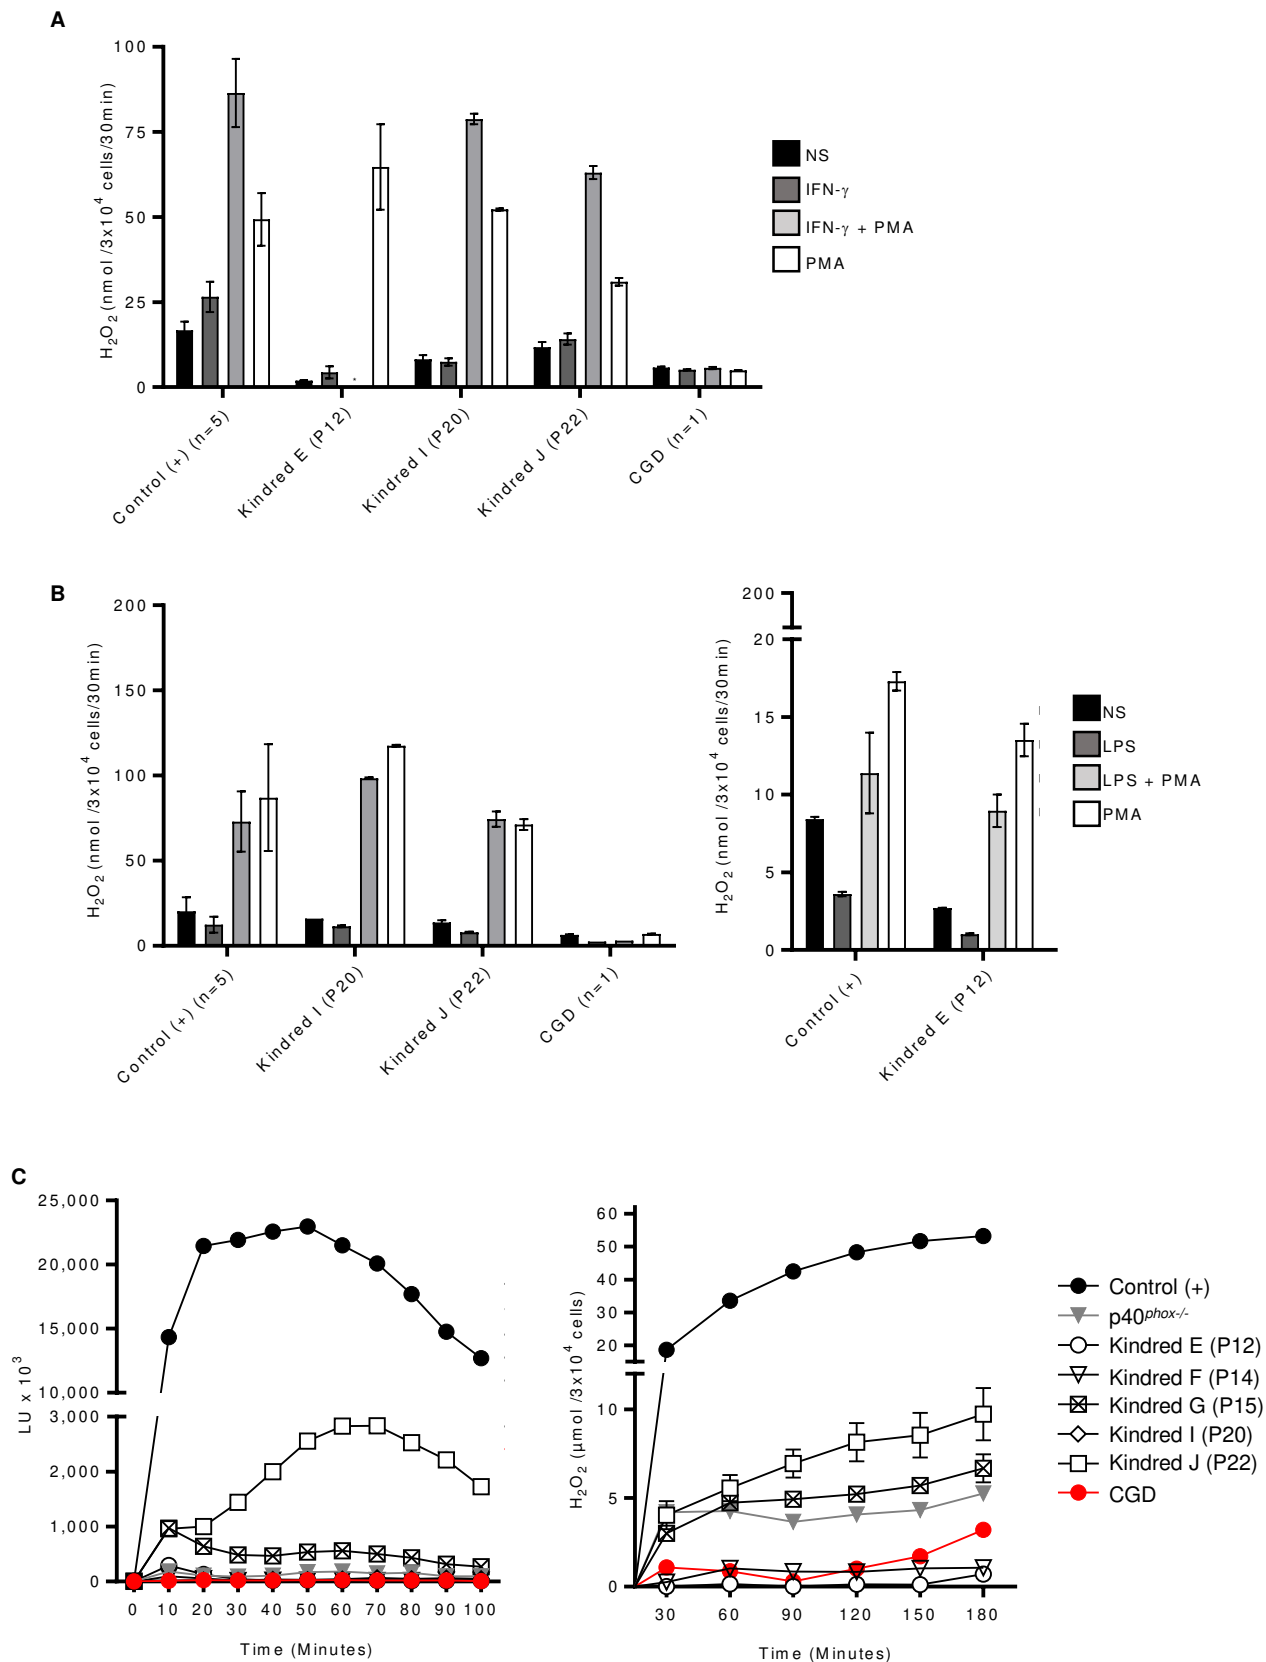 A
H2O2 (nmol /3x10^4 cells/30min)
100
75
50
25
0
Control (+) (n=5)
Kindred E (P12)
Kindred I (P20)
Kindred J (P22)
CGD (n=1)
*
NS
IFN-γ
IFN-γ + PMA
PMA
B
H2O2 (nmol /3x10^4 cells/30min)
200
150
100
50
0
Control (+) (n=5)
Kindred I (P20)
Kindred J (P22)
CGD (n=1)
H2O2 (nmol /3x10^4 cells/30min)
200
20
15
10
5
0
Control (+)
Kindred E (P12)
NS
LPS
LPS + PMA
PMA
C
LU x 10^3
25,000
20,000
15,000
10,000
3,000
2,000
1,000
0
0 10 20 30 40 50 60 70 80 90 100
Time (Minutes)
H2O2 (µmol /3x10^4 cells)
60
50
40
30
20
10
5
0
30 60 90 120 150 180
Time (Minutes)
Control (+)
p40^phox-/-
Kindred E (P12)
Kindred F (P14)
Kindred G (P15)
Kindred I (P20)
Kindred J (P22)
CGD